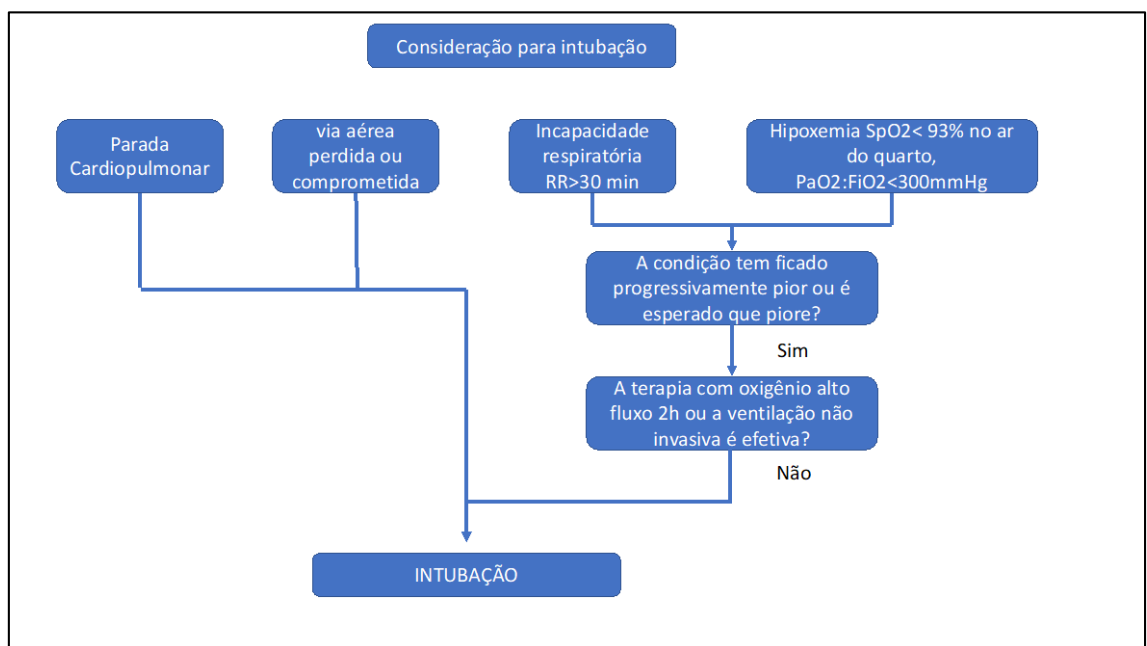 Consideração para intubação
Parada
Cardiopulmonar
via aérea
perdida ou
comprometida
Incapacidade
respiratória
RR>30 min
Hipoxemia SpO2< 93% no ar
do quarto,
PaO2:FiO2<300mmHg
A condição tem ficado
progressivamente pior ou é
esperado que piore?
Sim
A terapia com oxigênio alto
fluxo 2h ou a ventilação não
invasiva é efetiva?
Não
INTUBAÇÃO